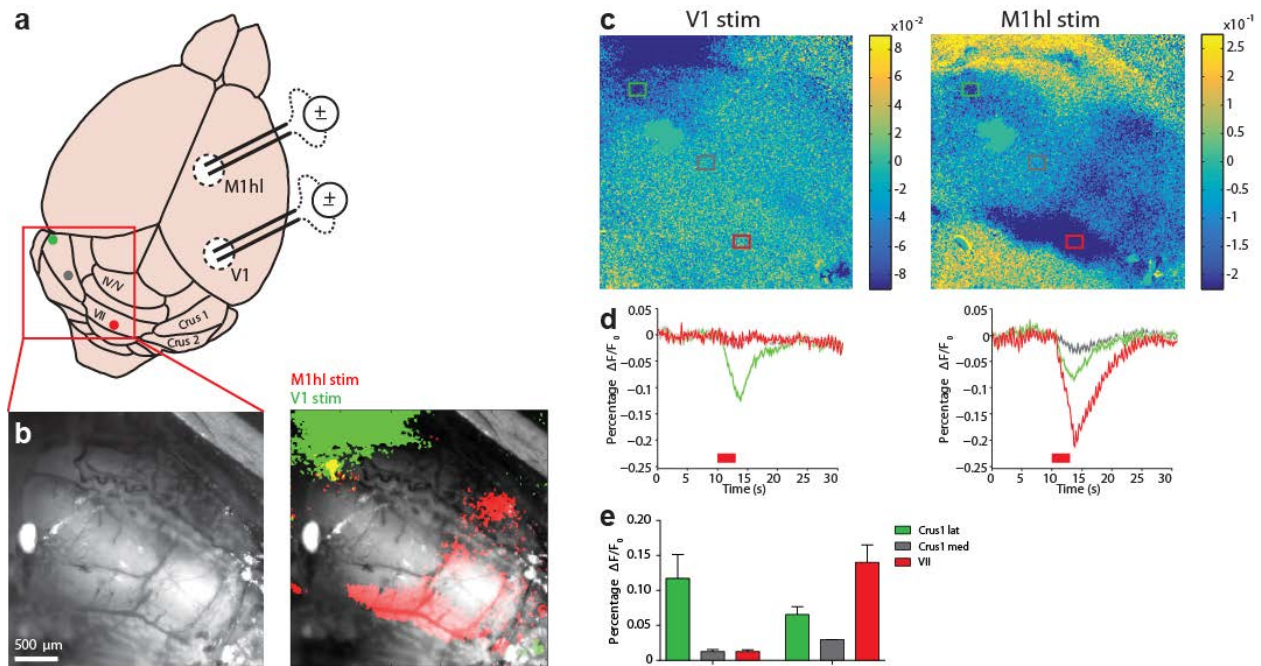 a
±
M1hl
±
V1
IV/V
VII
Crus 1
Crus 2
b
500 µm
M1hl stim
V1 stim
c
V1 stim
x10⁻²
8
6
4
2
0
-2
-4
-6
-8
M1hl stim
x10⁻¹
2.5
2
1.5
1
0.5
0
-0.5
-1
-1.5
-2
d
Percentage ΔF/F₀
0.05
0
−0.05
−0.1
−0.15
−0.2
−0.25
0 5 10 15 20 25 30
Time (s)
Percentage ΔF/F₀
0.05
0
−0.05
−0.1
−0.15
−0.2
−0.25
0 5 10 15 20 25 30
Time (s)
e
Percentage ΔF/F₀
0.20
0.15
0.10
0.05
0
Crus1 lat
Crus1 med
VII